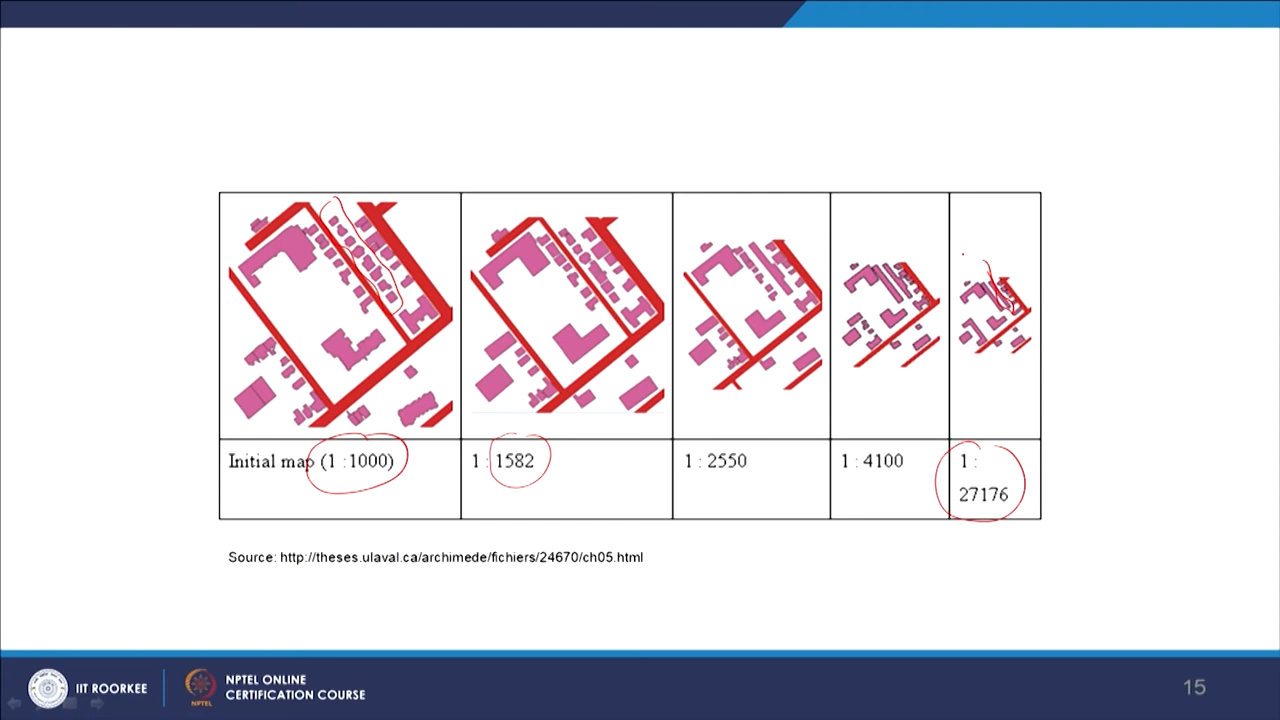 Initial map (1 :1000)
1 : 1582
1 : 2550
1 : 4100
1 :
27176
Source: http://theses.ulaval.ca/archimede/fichiers/24670/ch05.html
IIT ROORKEE
NPTEL
NPTEL ONLINE
CERTIFICATION COURSE
15